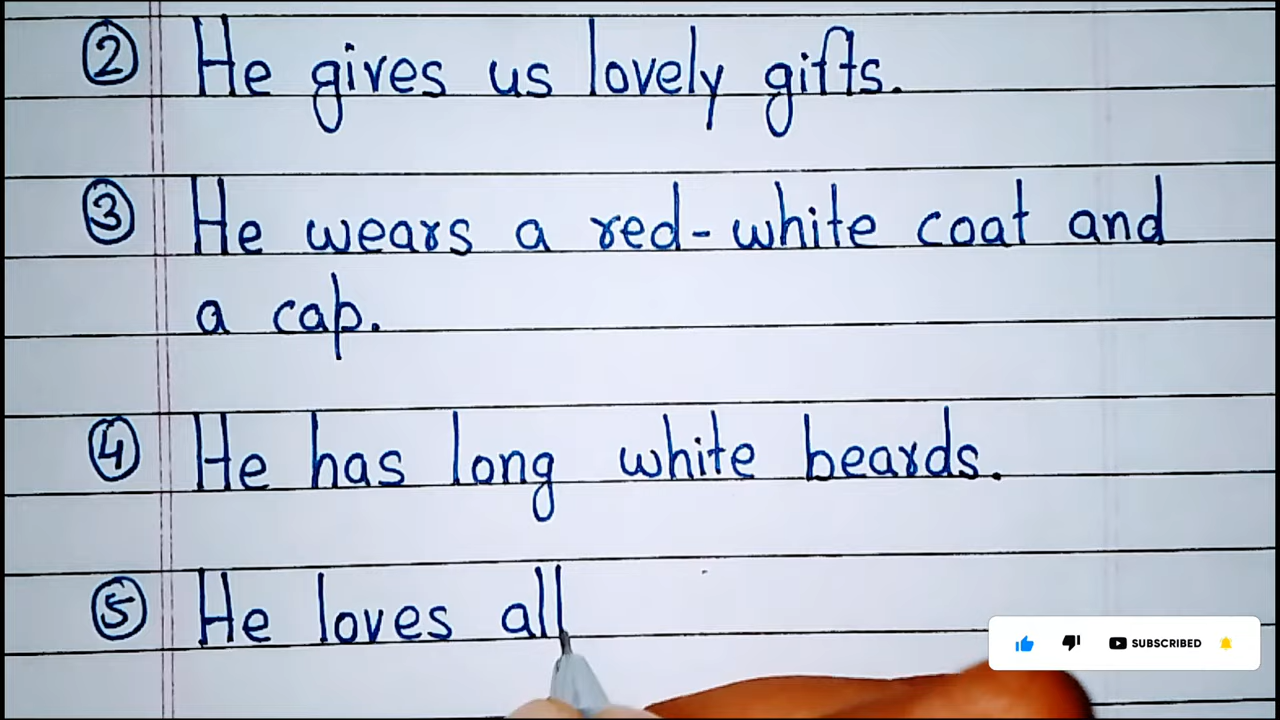 ② He gives us lovely gifts.
③ He wears a red-white coat and
a cap.
④ He has long white beards.
⑤ He loves all
SUBSCRIBED